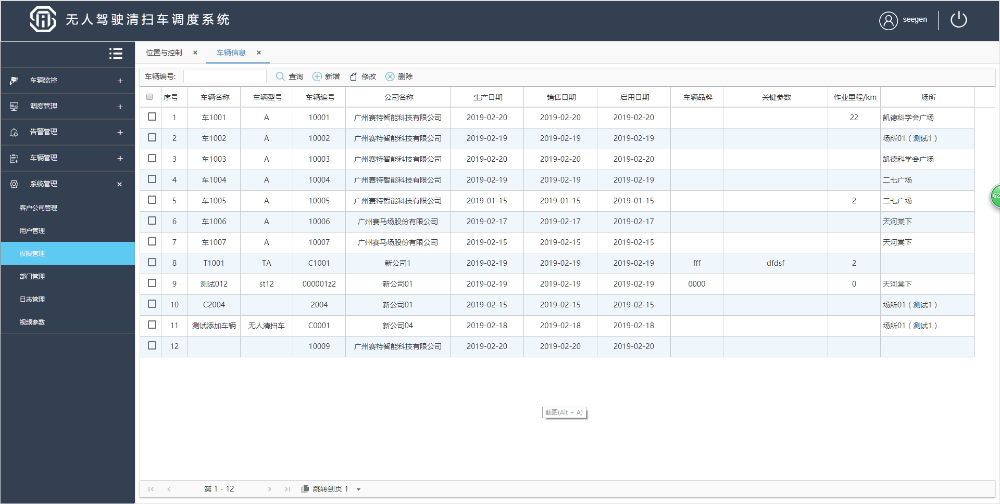 无人驾驶清扫车调度系统
seegen
位置与控制 × 车辆信息 ×
车辆监控 +
调度管理 +
告警管理 +
车辆管理 +
系统管理 ×
客户公司管理
用户管理
权限管理
部门管理
日志管理
视频参数
车辆编号: 查询 新增 修改 删除
序号 车辆名称 车辆型号 车辆编号 公司名称 生产日期 销售日期 启用日期 车辆品牌 关键参数 作业里程/km 场所
1 车1001 A 10001 广州赛特智能科技有限公司 2019-02-20 2019-02-20 2019-02-20 22 凯德科学会广场
2 车1002 A 10002 广州赛特智能科技有限公司 2019-02-19 2019-02-19 2019-02-19 场所01（测试1）
3 车1003 A 10003 广州赛特智能科技有限公司 2019-02-20 2019-02-20 2019-02-20 凯德科学会广场
4 车1004 A 10004 广州赛特智能科技有限公司 2019-02-19 2019-02-19 2019-02-19 二七广场
5 车1005 A 10005 广州赛特智能科技有限公司 2019-01-15 2019-01-15 2019-01-15 2 二七广场
6 车1006 A 10006 广州赛马场股份有限公司 2019-02-17 2019-02-17 2019-02-17 天河棠下
7 车1007 A 10007 广州赛马场股份有限公司 2019-02-15 2019-02-15 2019-02-15 天河棠下
8 T1001 TA C1001 新公司1 2019-02-19 2019-02-19 2019-02-19 fff dfdsf 2
9 测试012 st12 000001z2 新公司01 2019-02-19 2019-02-19 2019-02-19 0000 0 天河棠下
10 C2004 2004 新公司01 2019-02-15 2019-02-15 2019-02-15 场所01（测试1）
11 测试添加车辆 无人清扫车 C0001 新公司04 2019-02-18 2019-02-18 2019-02-18 场所01（测试1）
12 10009 广州赛特智能科技有限公司 2019-02-20 2019-02-20 2019-02-20
62
截图(Alt + A)
第 1 - 12 跳转到页 1